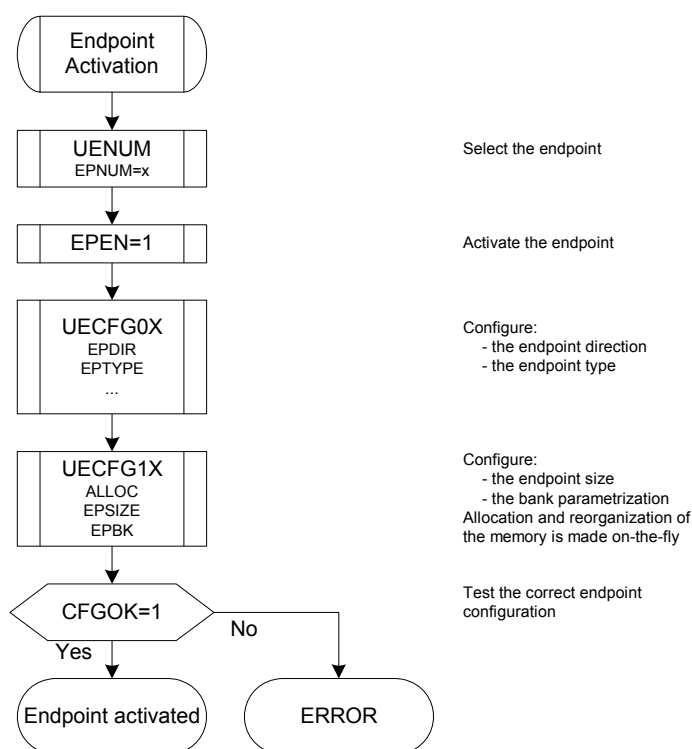 Endpoint
Activation
UENUM
EPNUM=x
Select the endpoint
EPEN=1
Activate the endpoint
UECFG0X
EPDIR
EPTYPE
...
Configure:
- the endpoint direction
- the endpoint type
UECFG1X
ALLOC
EPSIZE
EPBK
Configure:
- the endpoint size
- the bank parametrization
Allocation and reorganization of
the memory is made on-the-fly
CFGOK=1
Test the correct endpoint
configuration
No
Yes
Endpoint activated
ERROR